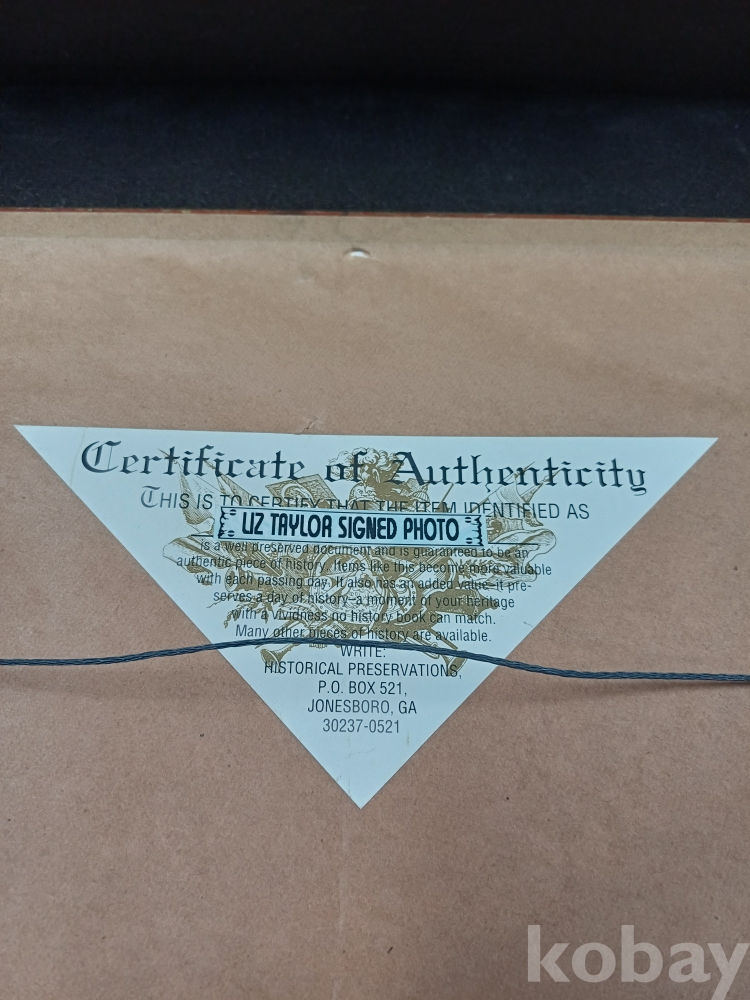 Certificate of Authenticity
THIS IS TO CERTIFY THAT THE ITEM IDENTIFIED AS
LIZ TAYLOR SIGNED PHOTO
is a well preserved document and is guaranteed to be an
authentic piece of history. Items like this become more valuable
with each passing day. It also has an added value–it pre-
serves a day of history–a moment of your heritage
with a vividness no history book can match.
Many other pieces of history are available.
WRITE:
HISTORICAL PRESERVATIONS,
P.O. BOX 521,
JONESBORO, GA
30237-0521
kobay